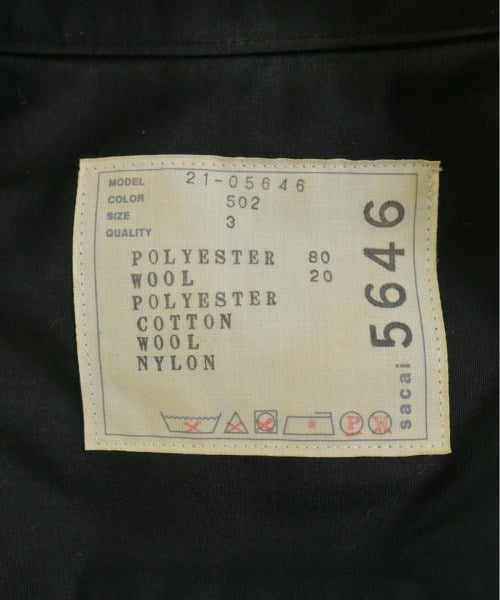 MODEL 21-05646
COLOR 502
SIZE 3
QUALITY
POLYESTER 80
WOOL 20
POLYESTER
COTTON
WOOL
NYLON
P
sacai 5646